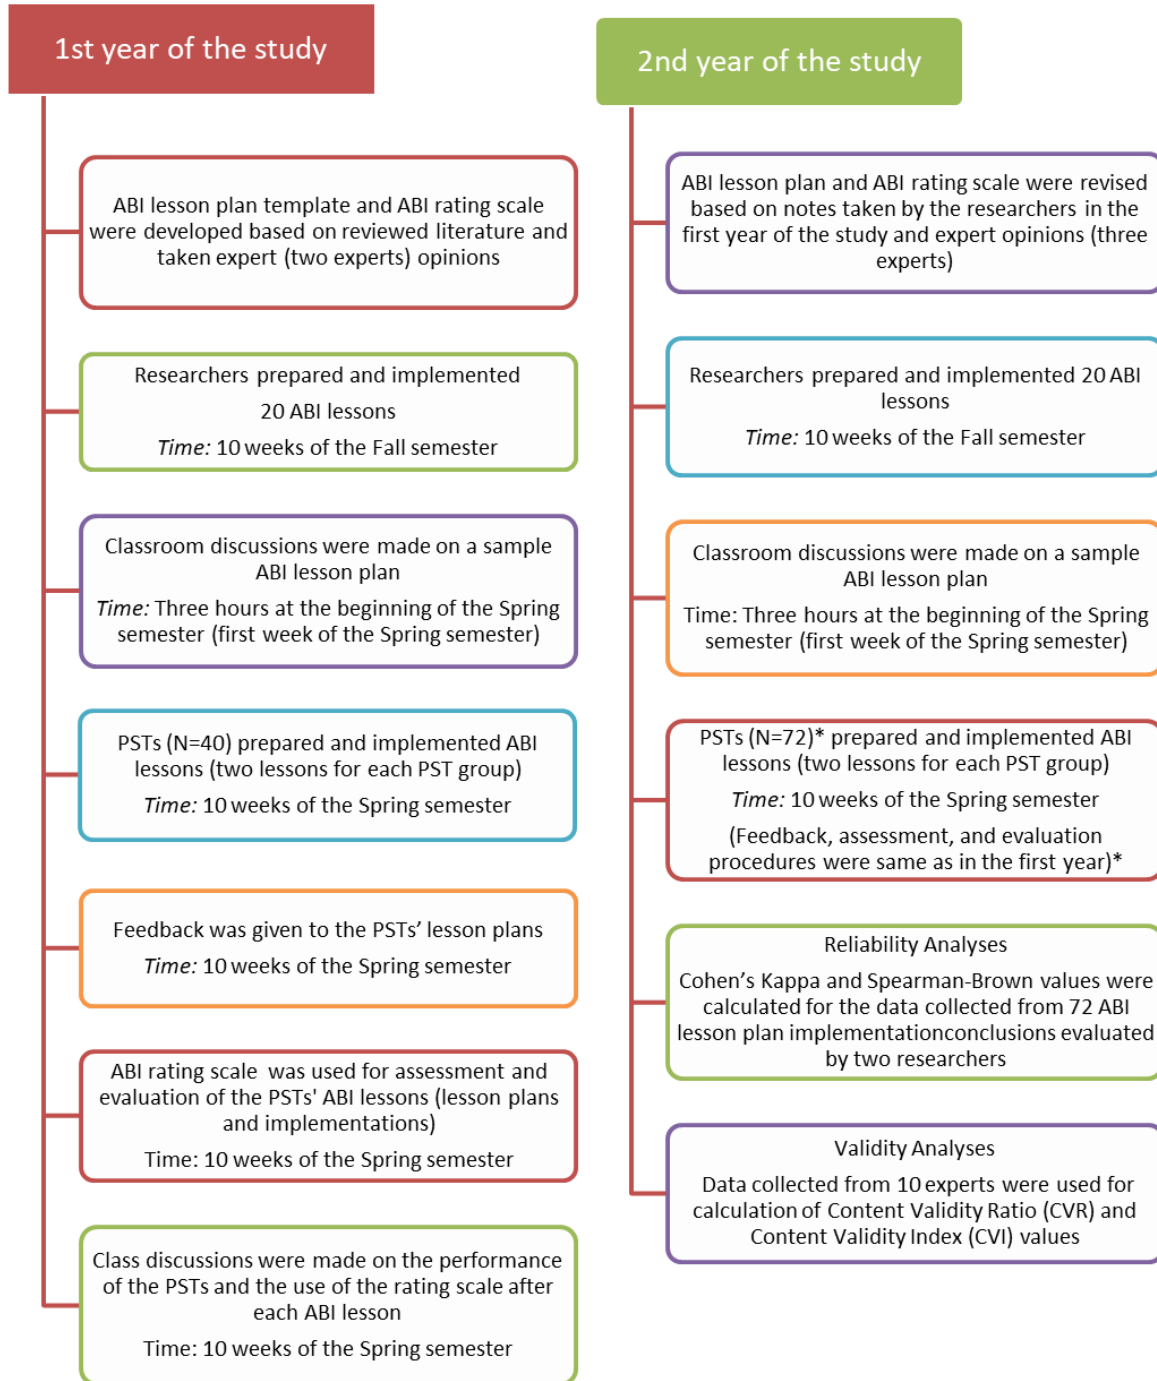 1st year of the study
ABI lesson plan template and ABI rating scale
were developed based on reviewed literature and
taken expert (two experts) opinions
Researchers prepared and implemented
20 ABI lessons
Time: 10 weeks of the Fall semester
Classroom discussions were made on a sample
ABI lesson plan
Time: Three hours at the beginning of the Spring
semester (first week of the Spring semester)
PSTs (N=40) prepared and implemented ABI
lessons (two lessons for each PST group)
Time: 10 weeks of the Spring semester
Feedback was given to the PSTs’ lesson plans
Time: 10 weeks of the Spring semester
ABI rating scale was used for assessment and
evaluation of the PSTs' ABI lessons (lesson plans
and implementations)
Time: 10 weeks of the Spring semester
Class discussions were made on the performance
of the PSTs and the use of the rating scale after
each ABI lesson
Time: 10 weeks of the Spring semester
2nd year of the study
ABI lesson plan and ABI rating scale were revised
based on notes taken by the researchers in the
first year of the study and expert opinions (three
experts)
Researchers prepared and implemented 20 ABI
lessons
Time: 10 weeks of the Fall semester
Classroom discussions were made on a sample
ABI lesson plan
Time: Three hours at the beginning of the Spring
semester (first week of the Spring semester)
PSTs (N=72)* prepared and implemented ABI
lessons (two lessons for each PST group)
Time: 10 weeks of the Spring semester
(Feedback, assessment, and evaluation
procedures were same as in the first year)*
Reliability Analyses
Cohen’s Kappa and Spearman-Brown values were
calculated for the data collected from 72 ABI
lesson plan implementationconclusions evaluated
by two researchers
Validity Analyses
Data collected from 10 experts were used for
calculation of Content Validity Ratio (CVR) and
Content Validity Index (CVI) values